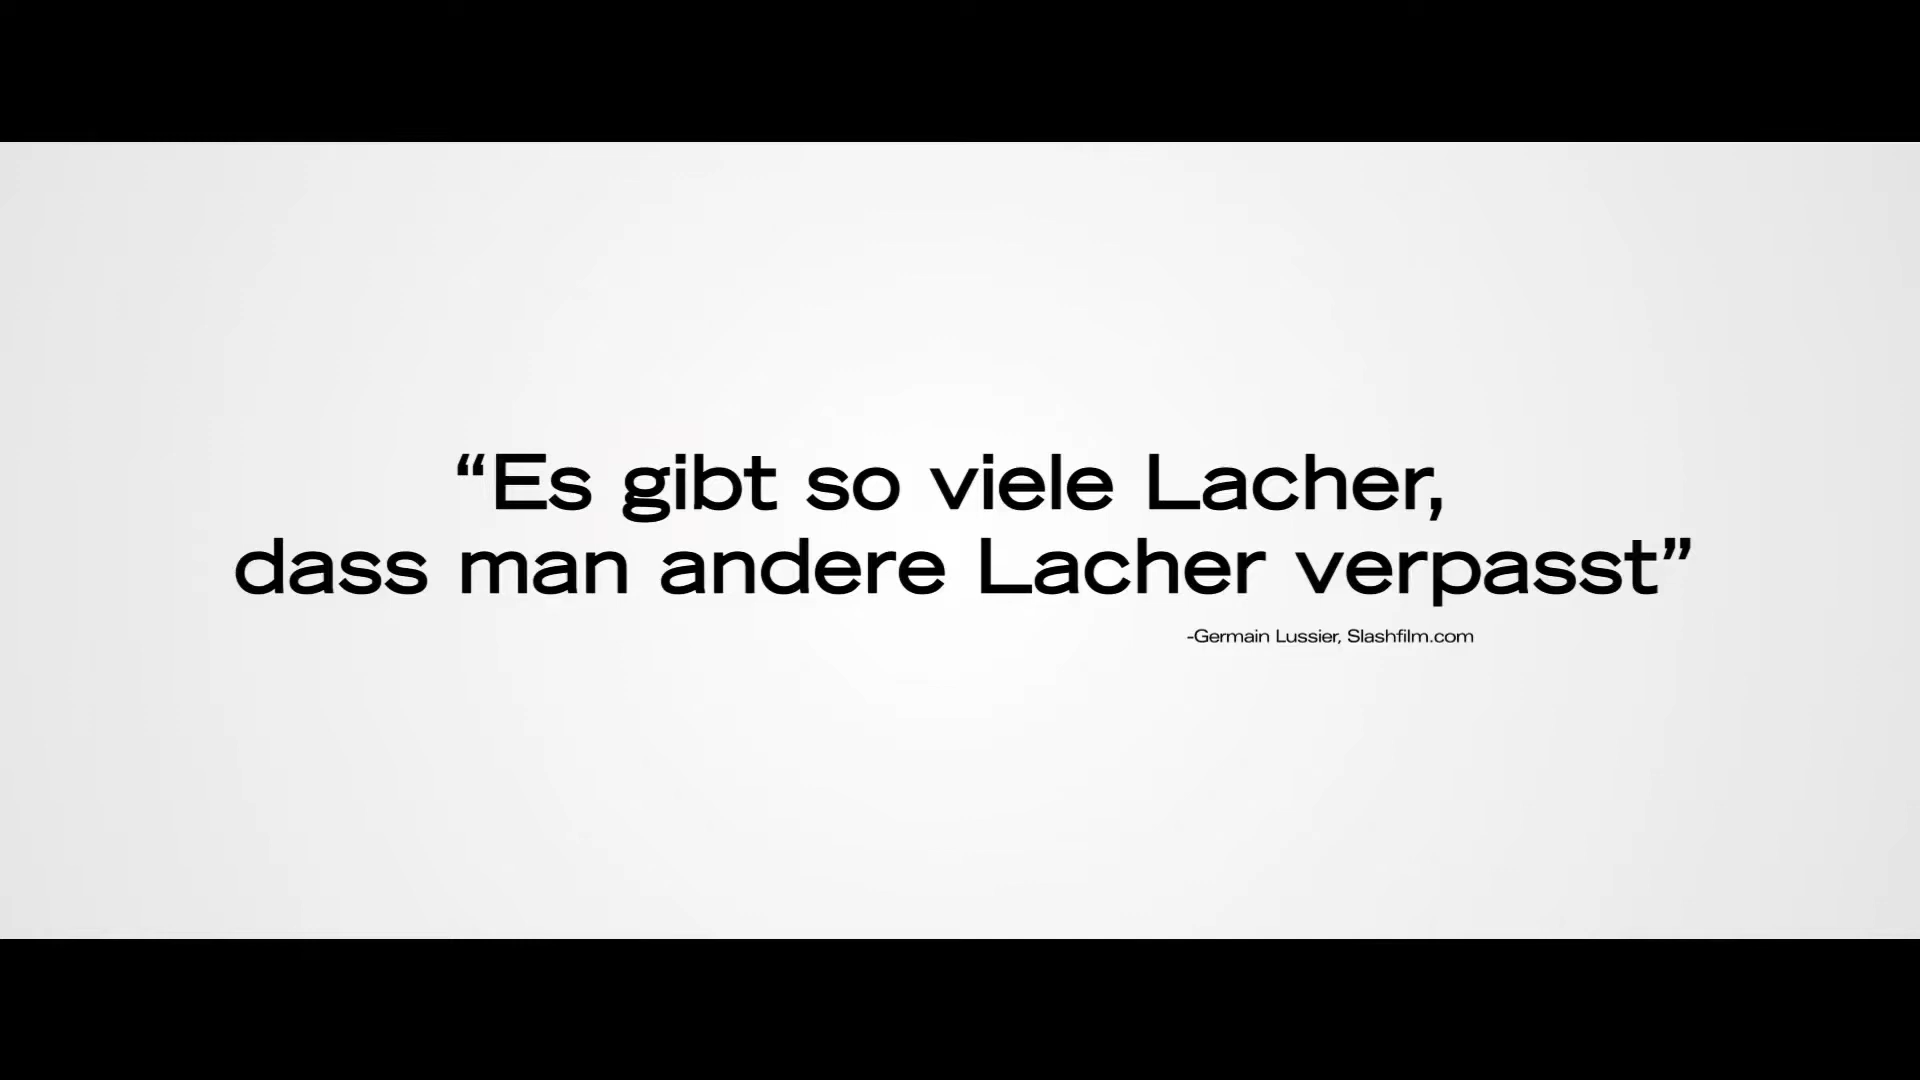 “Es gibt so viele Lacher,
dass man andere Lacher verpasst”
-Germain Lussier, Slashfilm.com